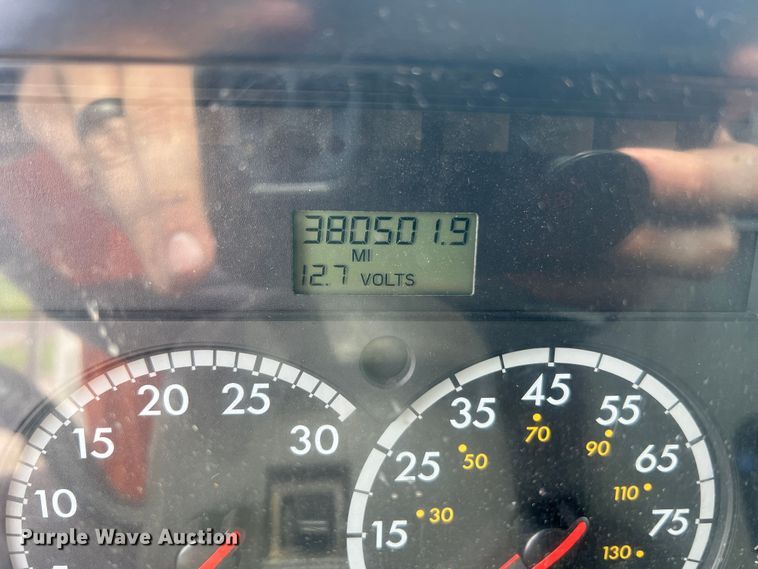 380501.9
MI
12.7 VOLTS
5 10 15 20 25 30
15 25 35 45 55 65 75
30 50 70 90 110 130
Purple Wave Auction